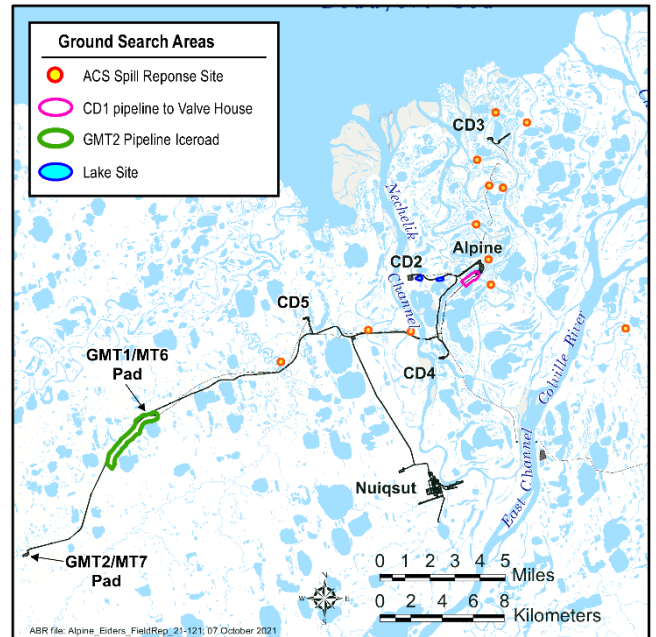 Beaufort Sea
Ground Search Areas
ACS Spill Reponse Site
CD1 pipeline to Valve House
GMT2 Pipeline Iceroad
Lake Site
CD3
Nechelik
Channel
Alpine
CD2
CD5
CD4
GMT1/MT6
Pad
Colville River
East Channel
Nuiqsut
GMT2/MT7
Pad
N
W
E
S
0 1 2 3 4 5
Miles
0 2 4 6 8
Kilometers
ABR file: Alpine_Eiders_FieldRep_21-121; 07 October 2021